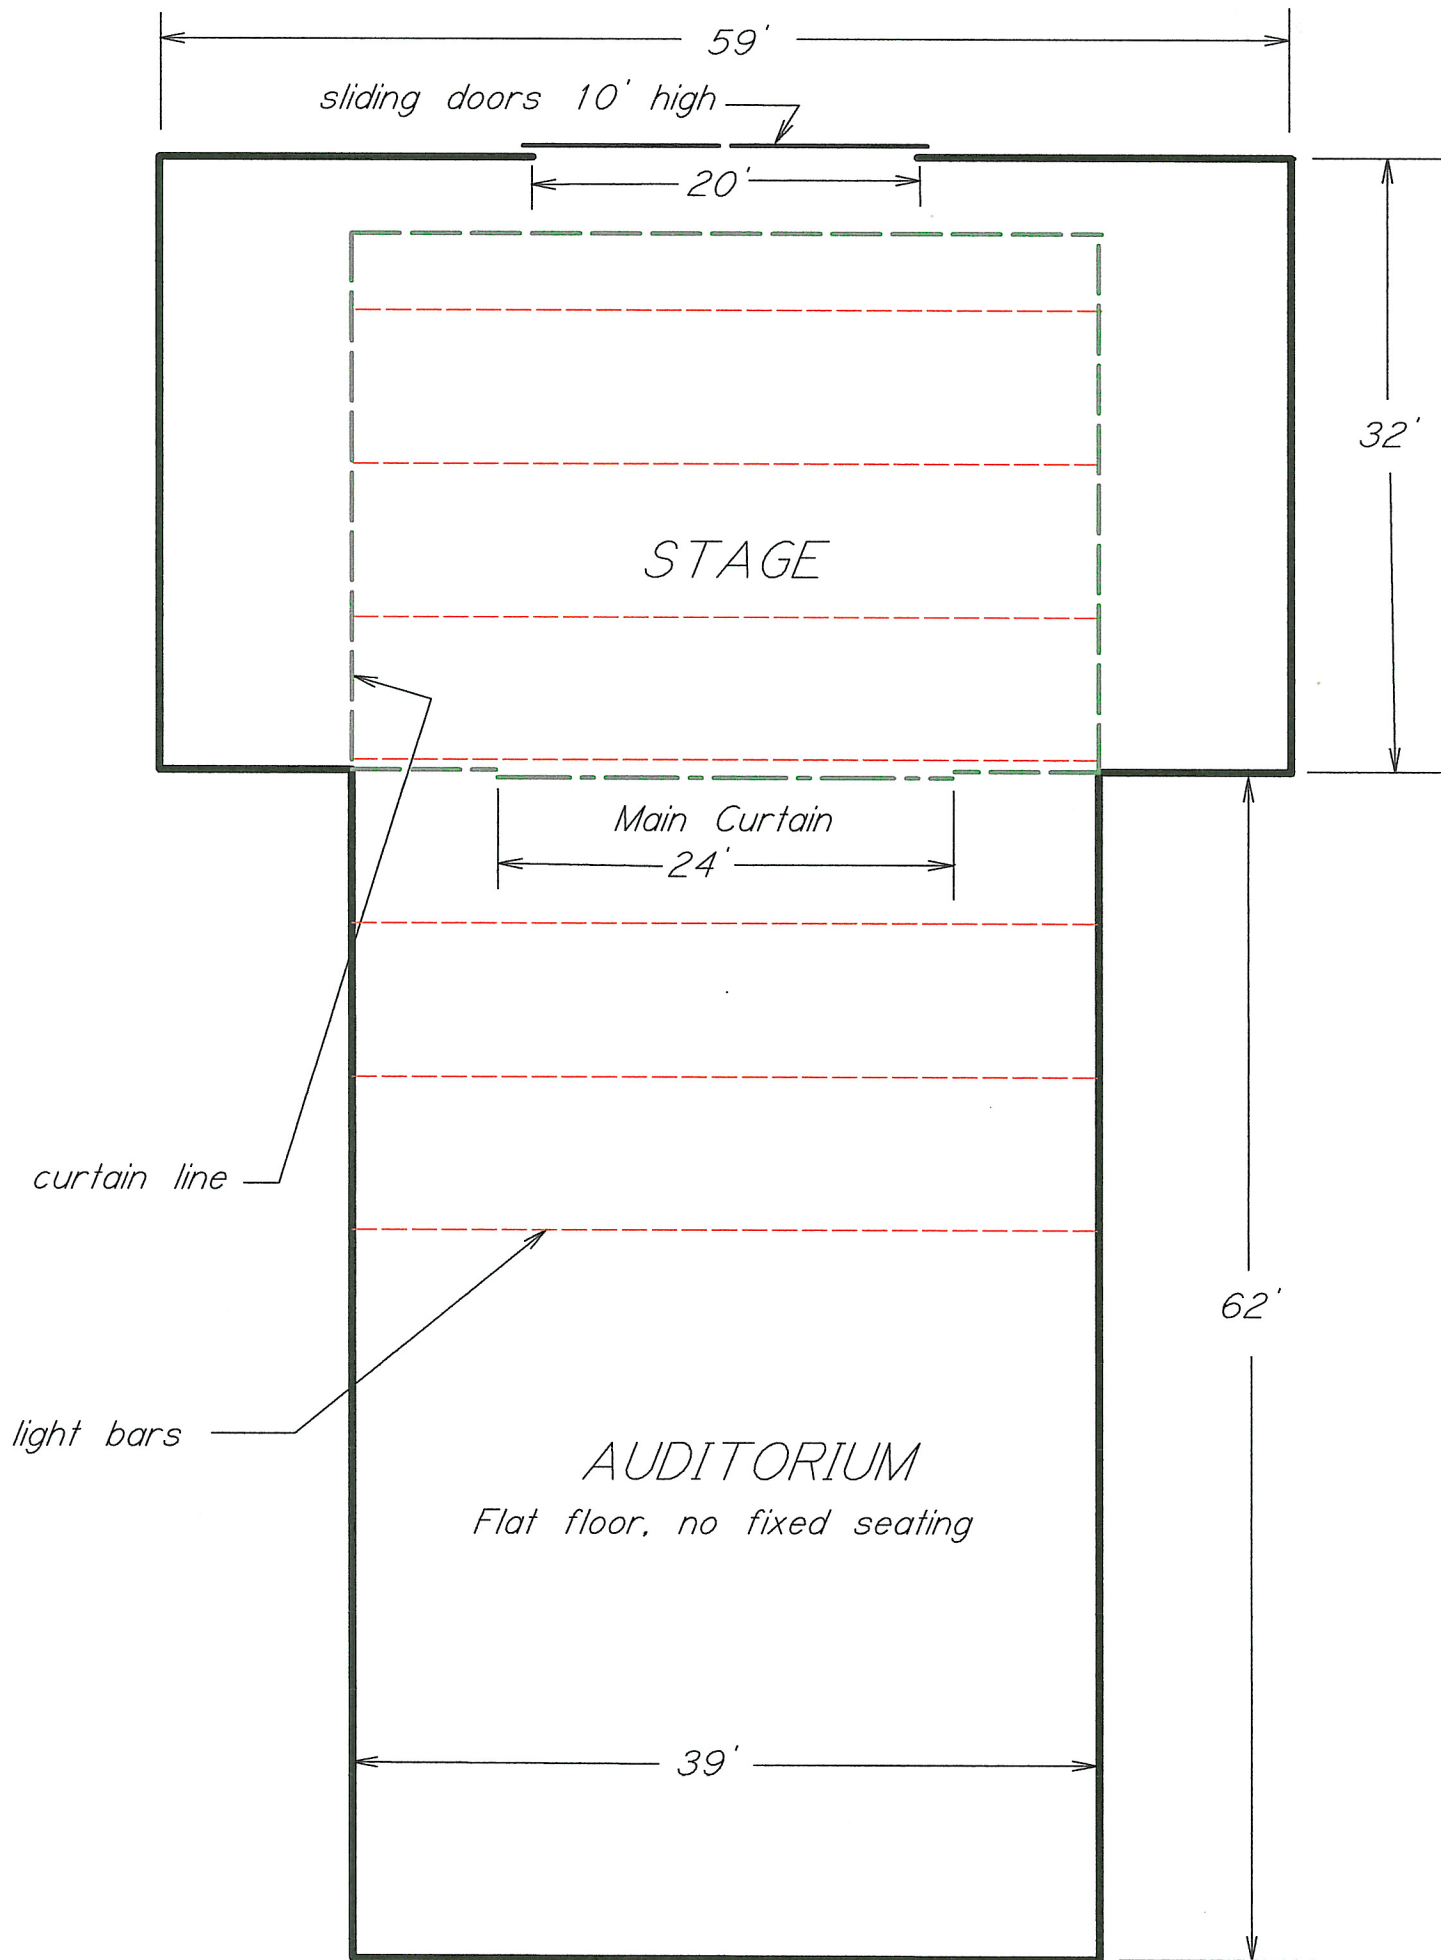 59'
sliding doors 10' high
20'
32'
STAGE
Main Curtain
24'
curtain line
62'
light bars
AUDITORIUM
Flat floor, no fixed seating
39'